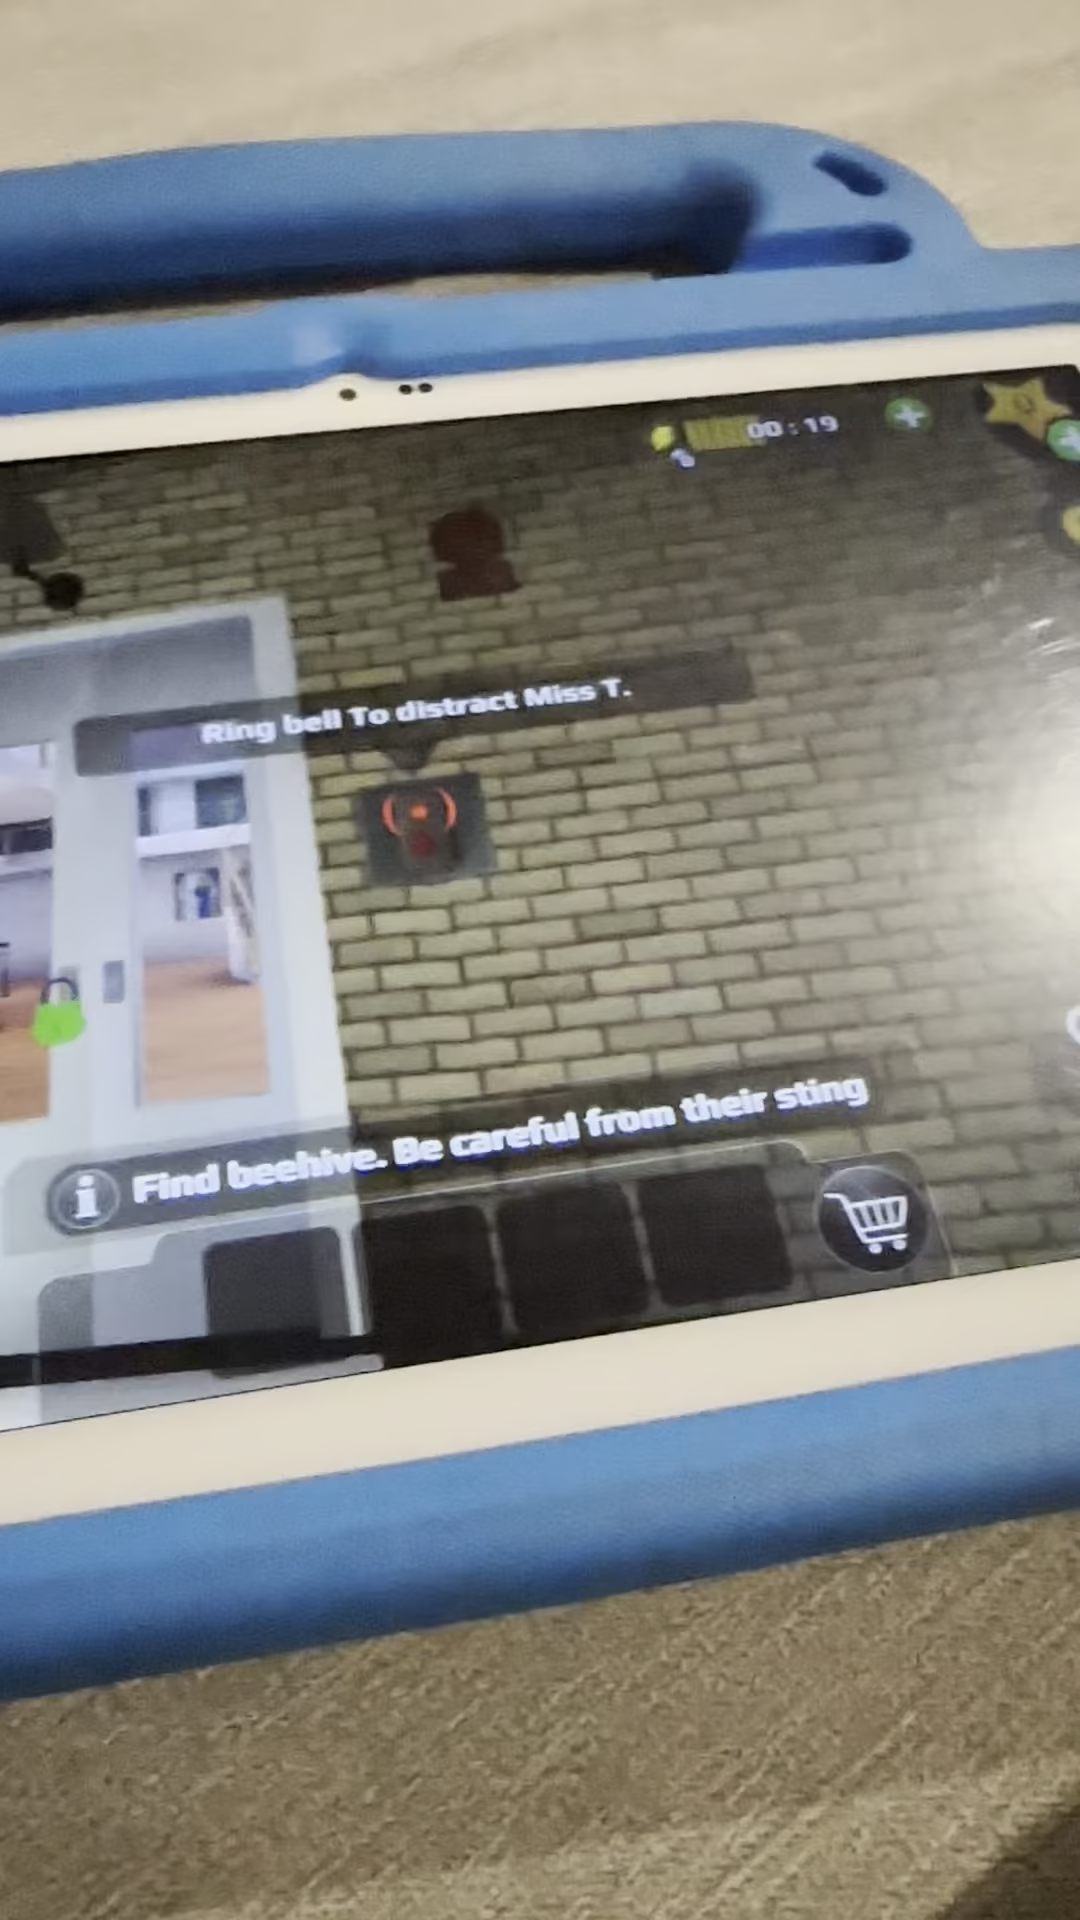 00 : 19
Ring bell To distract Miss T.
Find beehive. Be careful from their sting